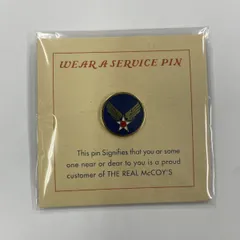 WEAR A SERVICE PIN
This pin Signifies that you or some
one near or dear to you is a proud
custamer of THE REAL McCOY'S